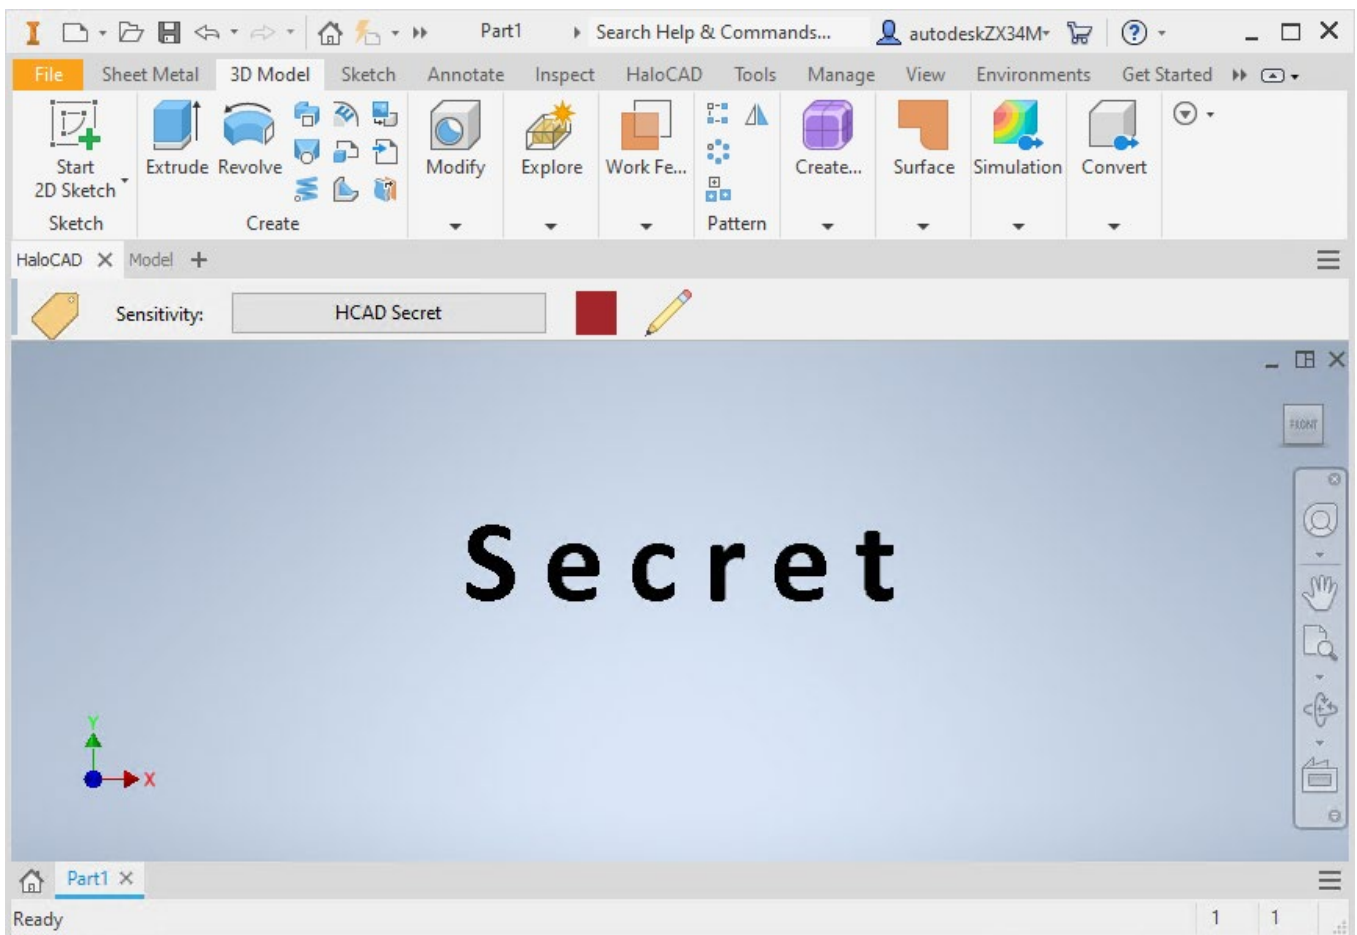 Part1 Search Help & Commands... autodeskZX34M
File Sheet Metal 3D Model Sketch Annotate Inspect HaloCAD Tools Manage View Environments Get Started
Start 2D Sketch
Extrude Revolve
Modify Explore Work Fe... Create... Surface Simulation Convert
Sketch Create Pattern
HaloCAD Model
Sensitivity: HCAD Secret
FRONT
Secret
Y
X
Part1
Ready 1 1